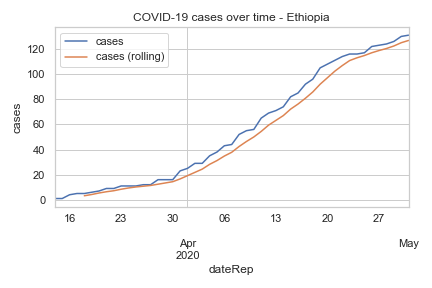 COVID-19 cases over time - Ethiopia
cases
cases (rolling)
cases
120
100
80
60
40
20
0
16 23 30 06 13 20 27
Apr May
2020
dateRep